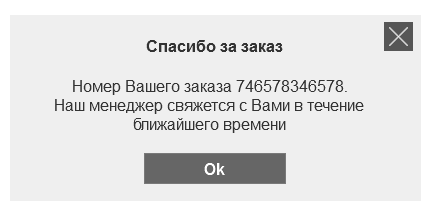 Спасибо за заказ
Номер Вашего заказа 746578346578.
Наш менеджер свяжется с Вами в течение
ближайшего времени
Ok